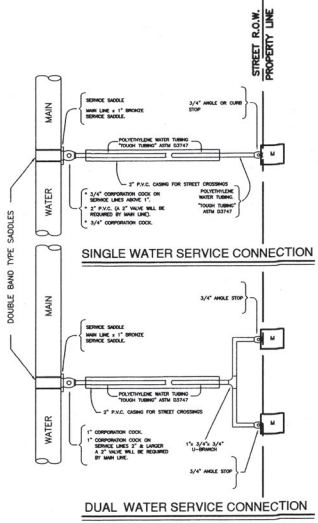 STREET R.O.W.
PROPERTY LINE
MAIN
WATER
DOUBLE BAND TYPE SADDLES
SERVICE SADDLE
MAIN LINE x 1" BRONZE
SERVICE SADDLE.
3/4" ANGLE OR CURB
STOP
POLYETHYLENE WATER TUBING
"TOUGH TUBING" ASTM D3747
M
2" P.V.C. CASING FOR STREET CROSSINGS
* 3/4" CORPORATION COCK ON
SERVICE LINES ABOVE 1".
* 2" P.V.C. (A 2" VALVE WILL BE
REQUIRED BY MAIN LINE).
* 3/4" CORPORATION COCK.
POLYETHYLENE
WATER TUBING.
"TOUGH TUBING"
ASTM D3747
SINGLE WATER SERVICE CONNECTION
MAIN
WATER
3/4" ANGLE STOP
M
SERVICE SADDLE
MAIN LINE x 1" BRONZE
SERVICE SADDLE.
POLYETHYLENE WATER TUBING
"TOUGH TUBING" ASTM D3747
2" P.V.C. CASING FOR STREET CROSSINGS
M
1" CORPORATION COCK.
1" CORPORATION COCK ON
SERVICE LINES 2" & LARGER
A 2" VALVE WILL BE REQUIRED
BY MAIN LINE.
1"x 3/4"x 3/4"
U-BRANCH
3/4" ANGLE STOP
DUAL WATER SERVICE CONNECTION